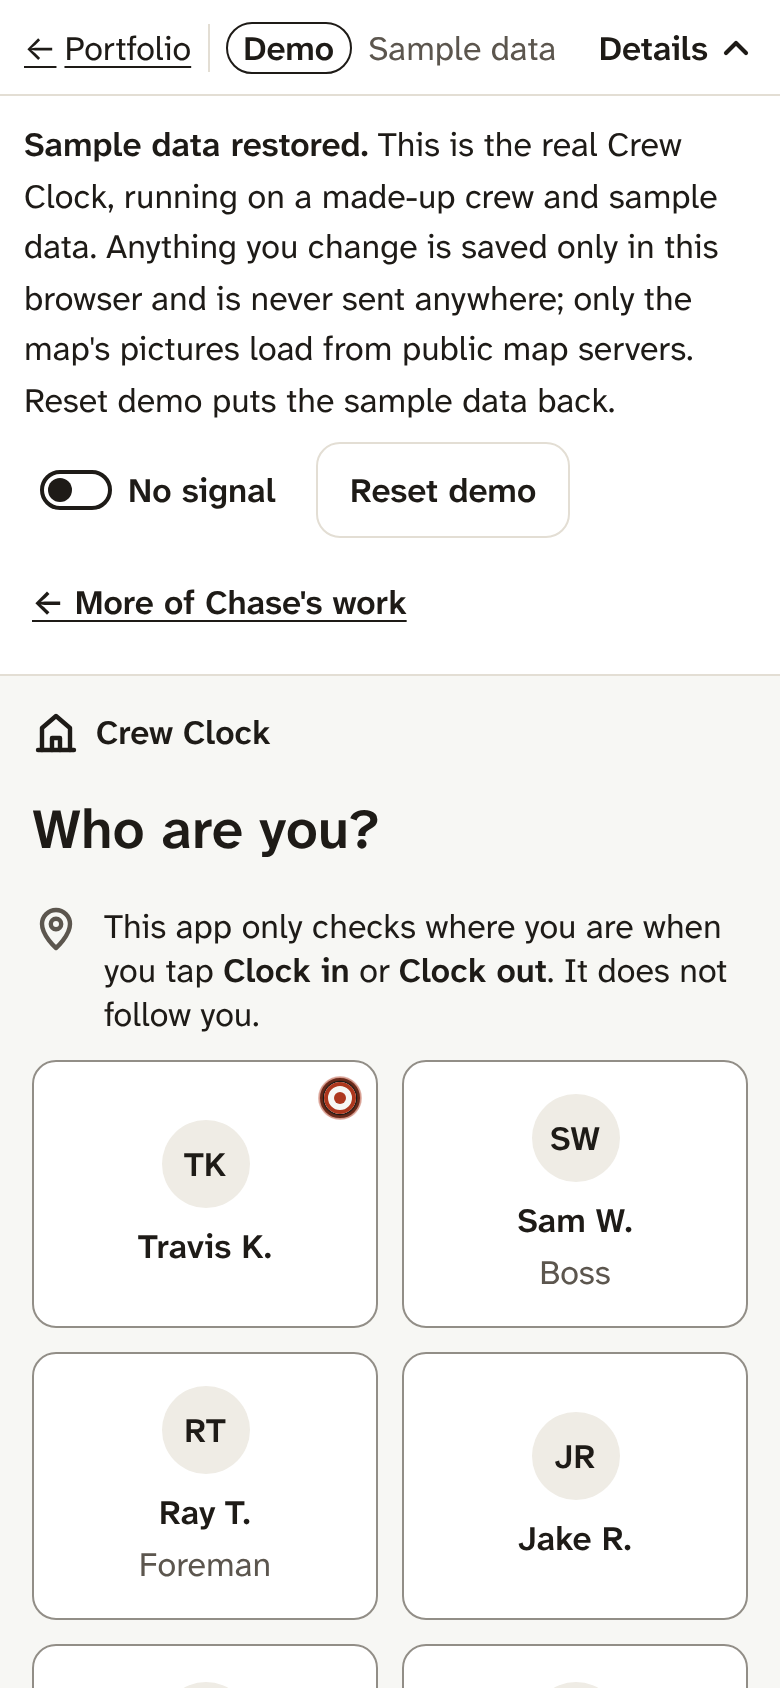 ← Portfolio Demo Sample data Details
Sample data restored. This is the real Crew
Clock, running on a made-up crew and sample
data. Anything you change is saved only in this
browser and is never sent anywhere; only the
map's pictures load from public map servers.
Reset demo puts the sample data back.
No signal Reset demo
← More of Chase's work
Crew Clock
Who are you?
This app only checks where you are when
you tap Clock in or Clock out. It does not
follow you.
TK
Travis K.
SW
Sam W.
Boss
RT
Ray T.
Foreman
JR
Jake R.